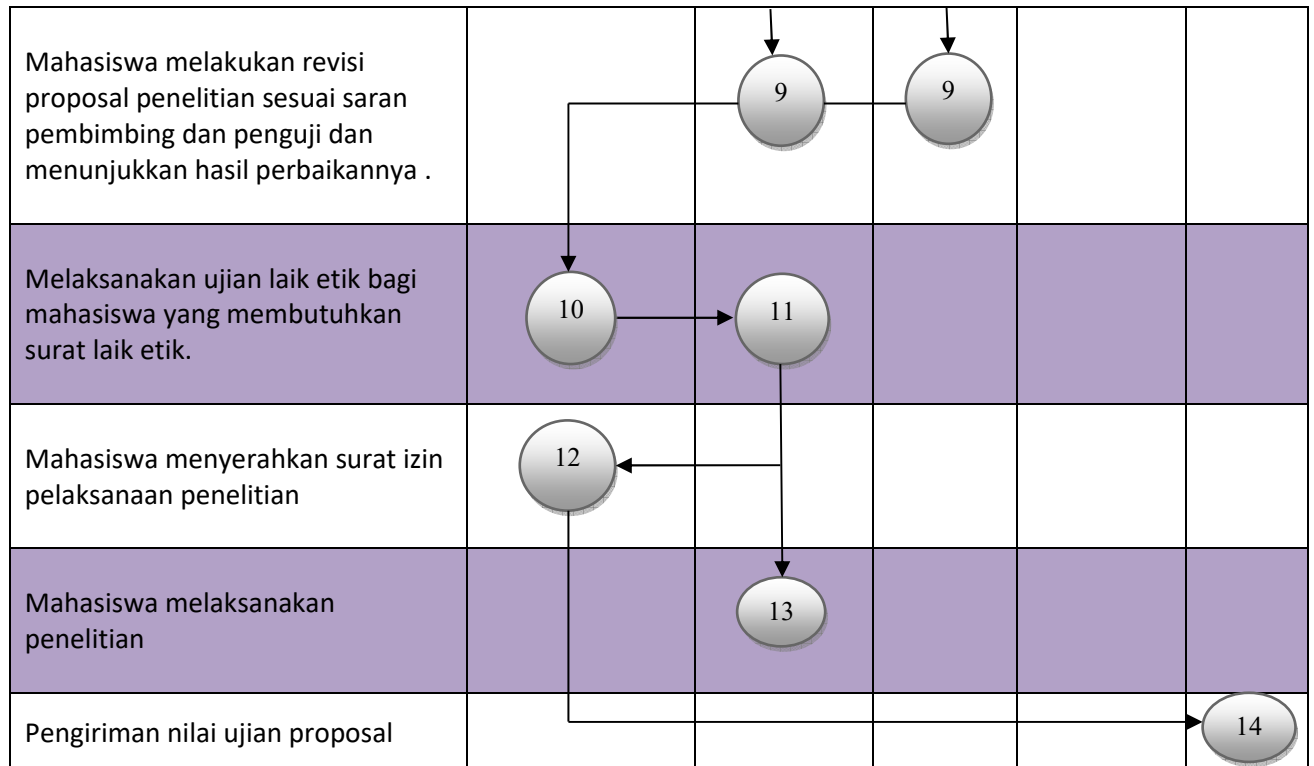 Mahasiswa melakukan revisi
proposal penelitian sesuai saran
pembimbing dan penguji dan
menunjukkan hasil perbaikannya .
9
9
Melaksanakan ujian laik etik bagi
mahasiswa yang membutuhkan
surat laik etik.
10
11
Mahasiswa menyerahkan surat izin
pelaksanaan penelitian
12
Mahasiswa melaksanakan
penelitian
13
Pengiriman nilai ujian proposal
14